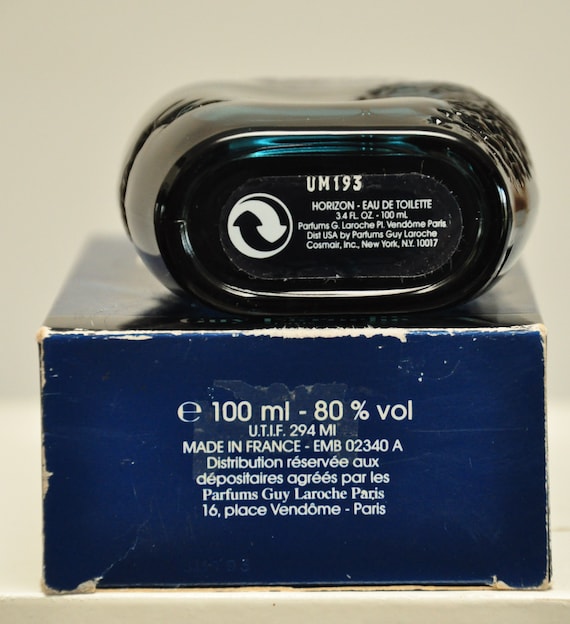 UM193
HORIZON - EAU DE TOILETTE
3.4 FL. OZ. - 100 mL
Parfums G. Laroche Pl. Vendôme Paris
Dist USA by Parfums Guy Laroche
Cosmair, Inc., New York, N.Y. 10017
℮ 100 ml - 80 % vol
U.T.I.F. 294 MI
MADE IN FRANCE - EMB 02340 A
Distribution réservée aux
dépositaires agréés par les
Parfums Guy Laroche Paris
16, place Vendôme - Paris